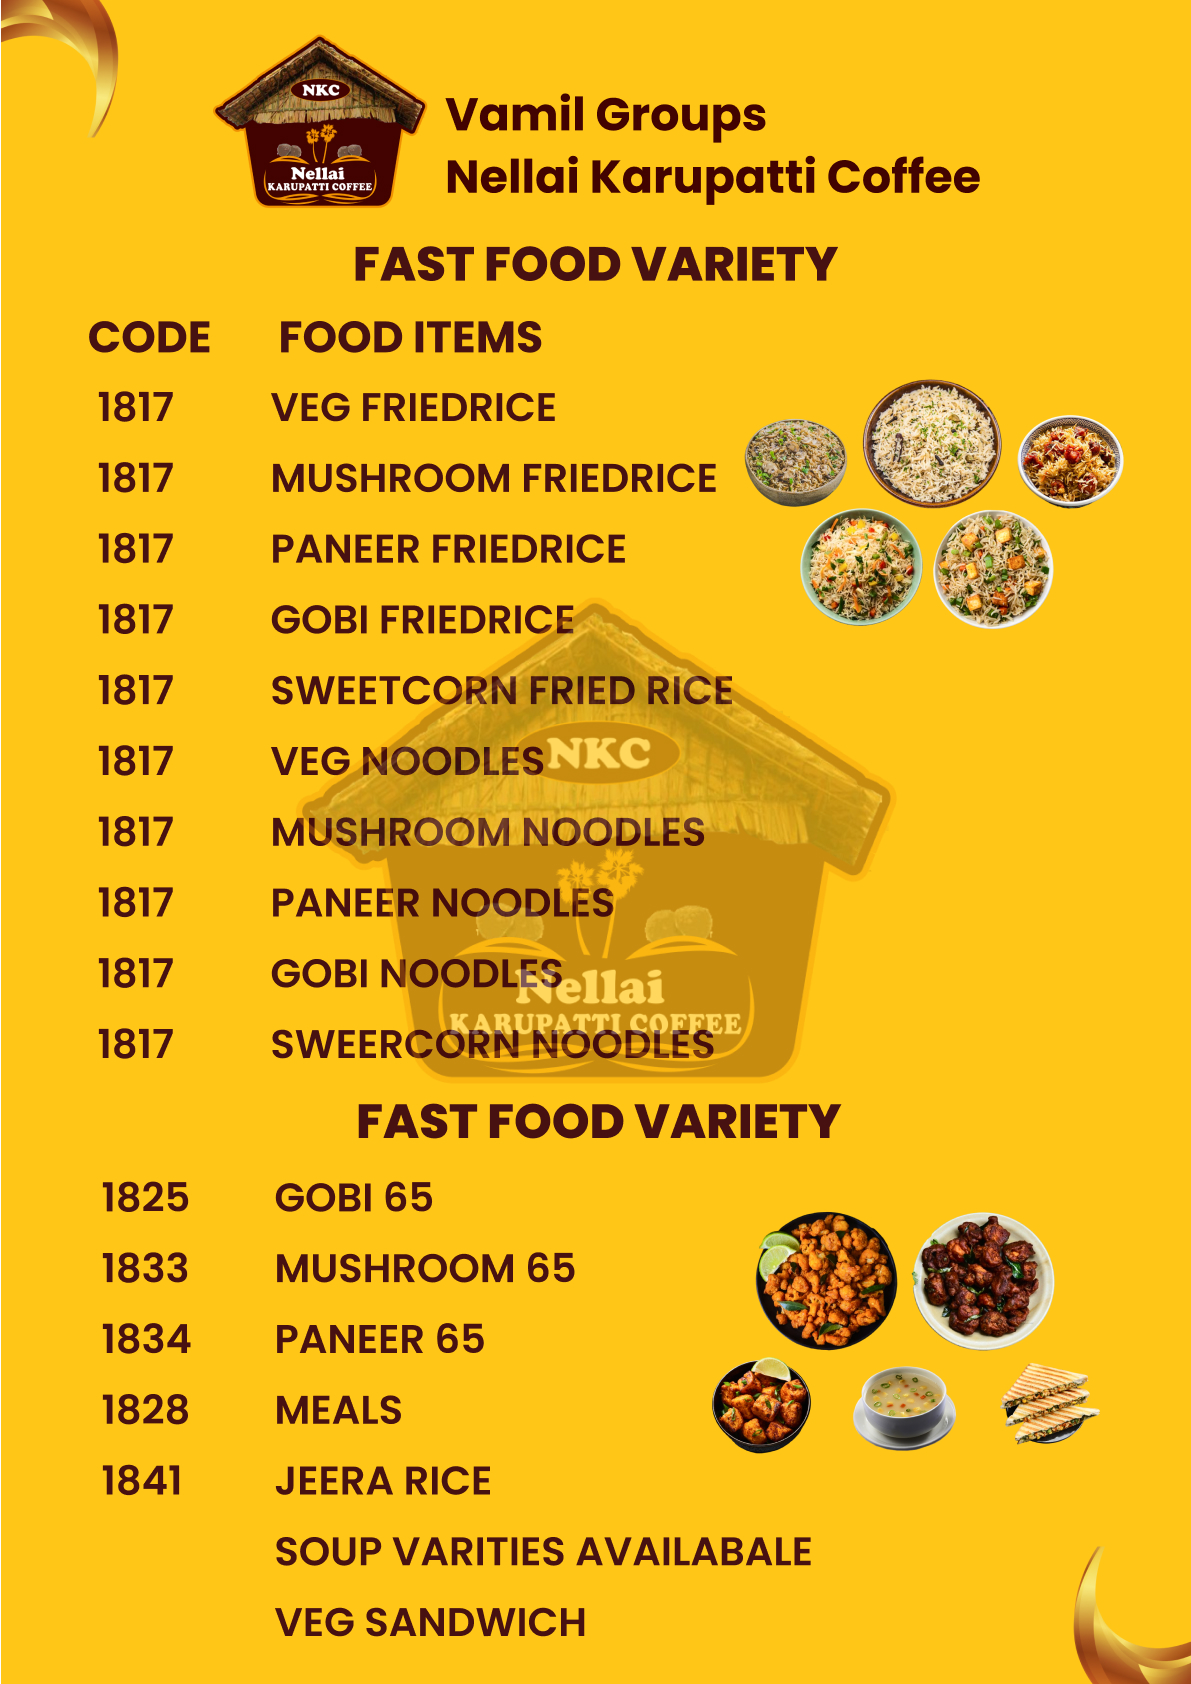 NKC
Nellai
KARUPATTI COFFEE
Vamil Groups
Nellai Karupatti Coffee
FAST FOOD VARIETY
CODE FOOD ITEMS
1817 VEG FRIEDRICE
1817 MUSHROOM FRIEDRICE
1817 PANEER FRIEDRICE
1817 GOBI FRIEDRICE
1817 SWEETCORN FRIED RICE
1817 VEG NOODLES
NKC
1817 MUSHROOM NOODLES
1817 PANEER NOODLES
1817 GOBI NOODLES
Nellai
KARUPATTI COFFEE
1817 SWEERCORN NOODLES
FAST FOOD VARIETY
1825 GOBI 65
1833 MUSHROOM 65
1834 PANEER 65
1828 MEALS
1841 JEERA RICE
SOUP VARITIES AVAILABALE
VEG SANDWICH